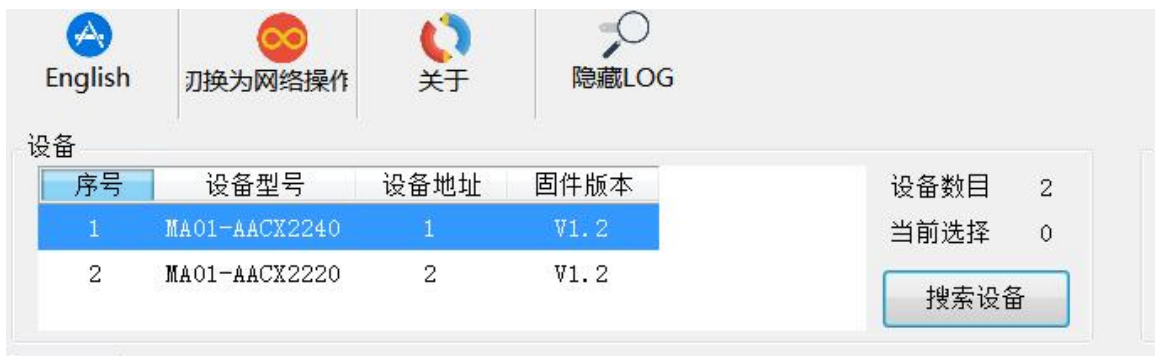 English 切换为网络操作 关于 隐藏LOG
设备
序号 设备型号 设备地址 固件版本
设备数目 2
1 MA01-AACX2240 1 V1.2
当前选择 0
2 MA01-AACX2220 2 V1.2
搜索设备